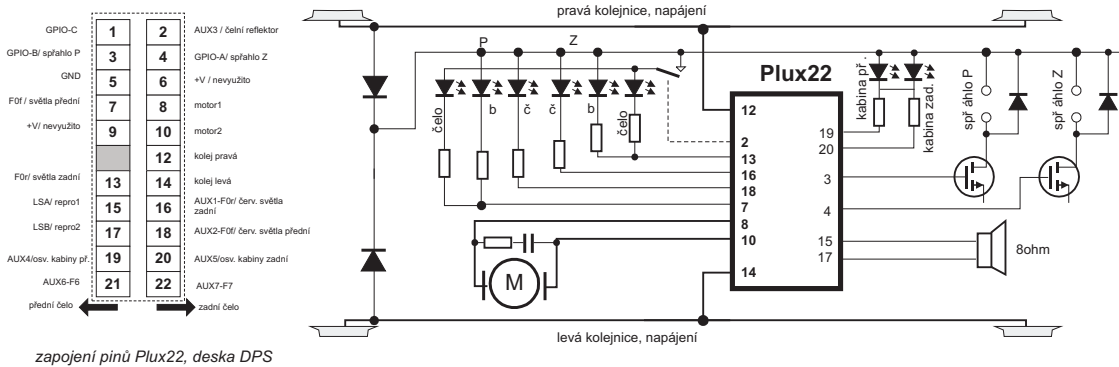 GPIO-C
1
2
AUX3 / čelní reflektor
GPIO-B/ spřáhlo P
3
4
GPIO-A/ spřáhlo Z
GND
5
6
+V / nevyužito
F0f / světla přední
7
8
motor1
+V/ nevyužito
9
10
motor2
12
kolej pravá
F0r/ světla zadní
13
14
kolej levá
LSA/ repro1
15
16
AUX1-F0r/ červ. světla
zadní
LSB/ repro2
17
18
AUX2-F0f/ červ. světla přední
AUX4/osv. kabiny př.
19
20
AUX5/osv. kabiny zadní
AUX6-F6
21
22
AUX7-F7
přední čelo
zadní čelo
zapojení pinů Plux22, deska DPS
pravá kolejnice, napájení
P
Z
čelo
b
č
č
b
čelo
Plux22
12
2
13
16
18
7
8
10
14
19
20
3
4
15
17
kabina př.
kabina zad.
spř áhlo P
spř áhlo Z
8ohm
M
levá kolejnice, napájení